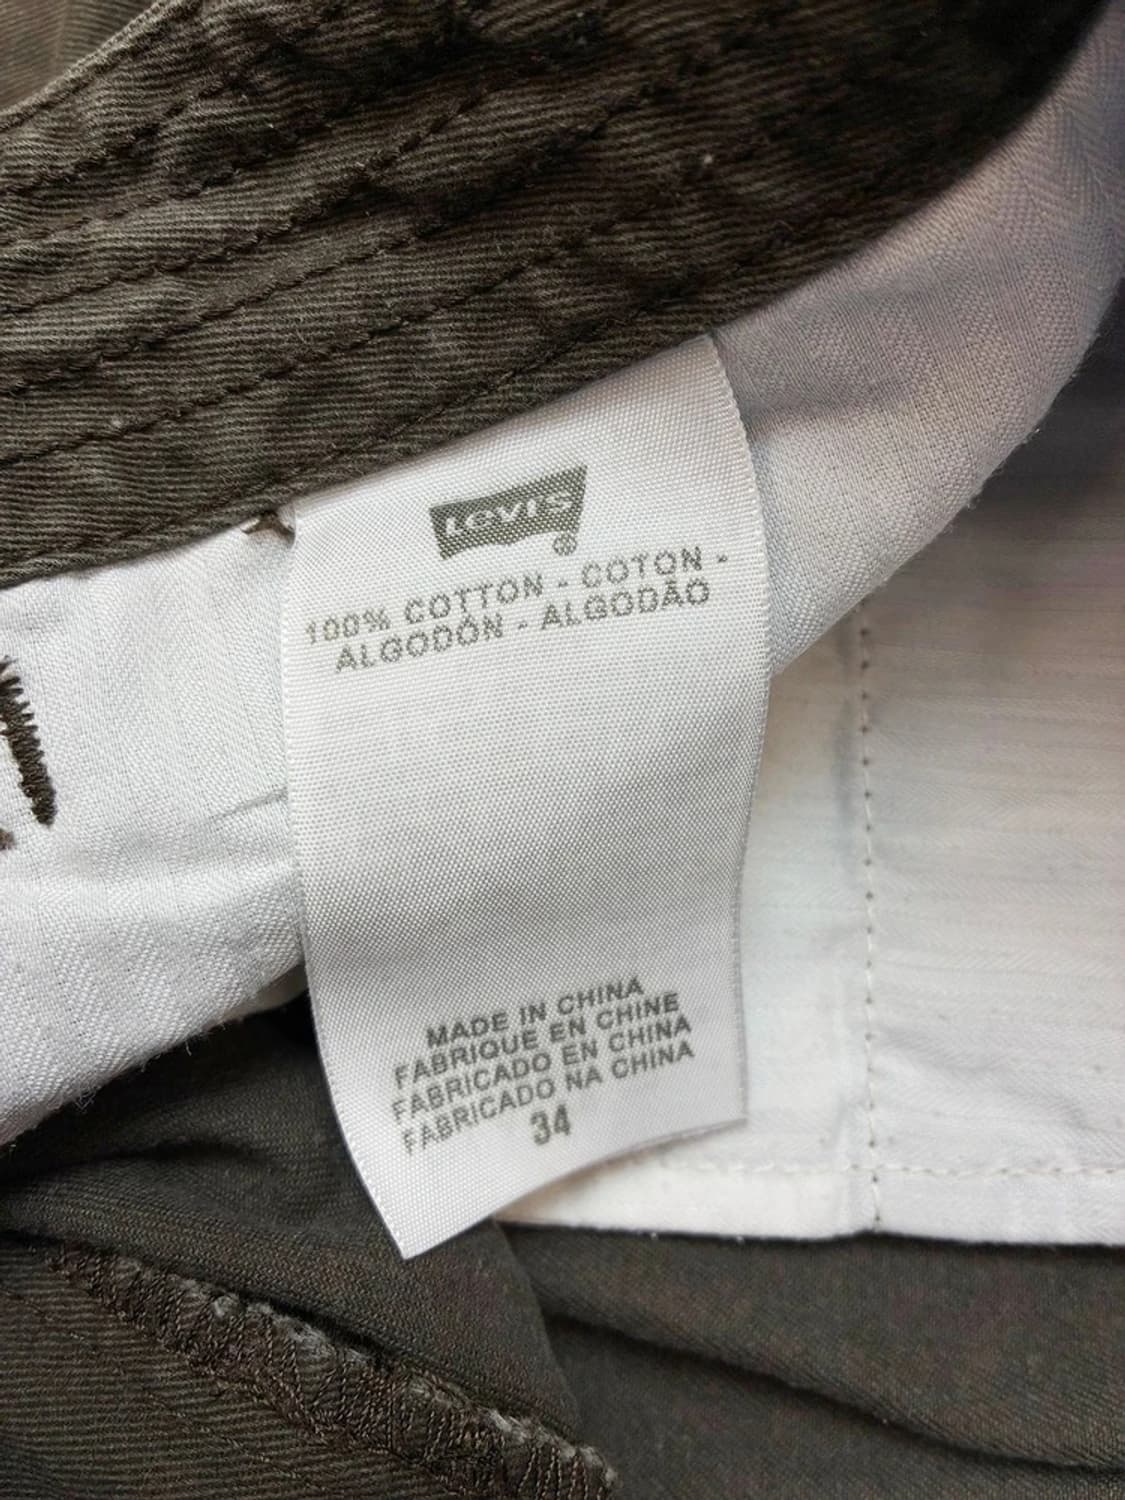 LEVI'S
100% COTTON - COTON -
ALGODÓN - ALGODÃO
MADE IN CHINA
FABRIQUE EN CHINE
FABRICADO EN CHINA
FABRICADO NA CHINA
34